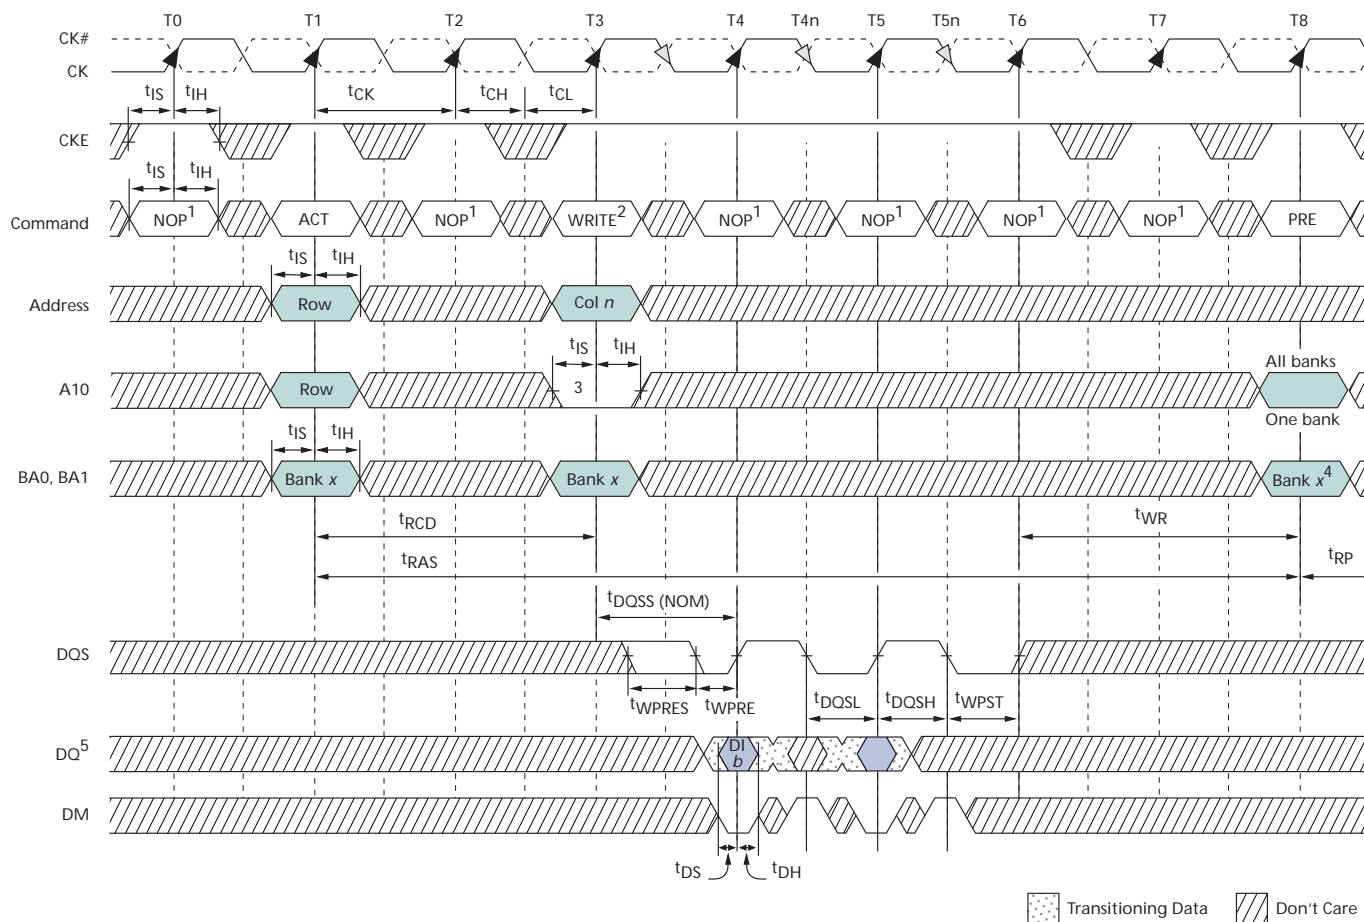 T0 T1 T2 T3 T4 T4n T5 T5n T6 T7 T8
CK#
CK
tIS tIH tCK tCH tCL
CKE
tIS tIH
Command NOP1 ACT NOP1 WRITE2 NOP1 NOP1 NOP1 NOP1 PRE
tIS tIH
Address Row Col n
tIS tIH All banks
A10 Row 3
One bank
tIS tIH
BA0, BA1 Bank x Bank x Bank x4
tRCD tWR
tRAS tRP
tDQSS (NOM)
DQS
tWPRES tWPRE tDQSL tDQSH tWPST
DQ5 DI
b
DM
tDS tDH
Transitioning Data Don't Care